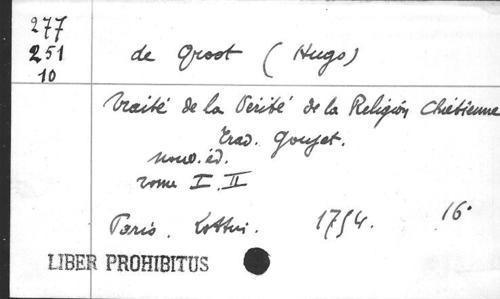 277
251
10
de Groot (Hugo)
Traité de la Vérité de la Religion Chrétienne
Trad. Goujet.
nouv. éd.
Tome I. II
Paris. Lottin. 1754. 16°
LIBER PROHIBITUS